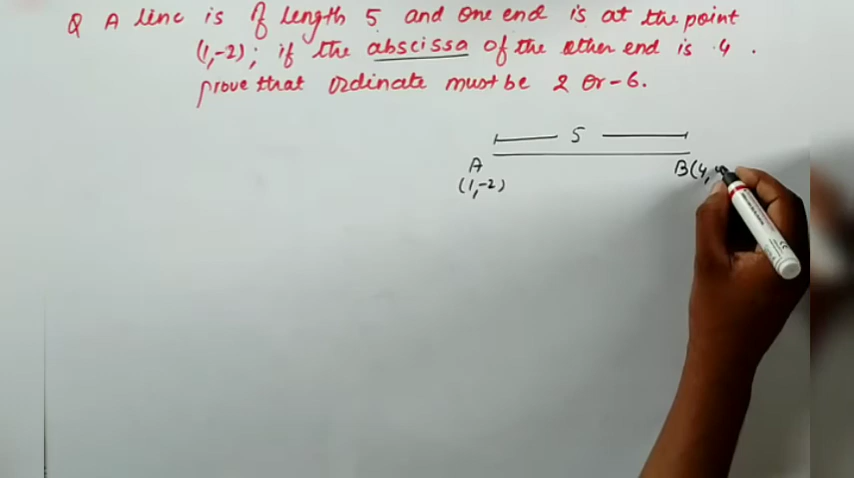 Q A line is of length 5 and one end is at the point
(1,-2); if the abscissa of the other end is 4.
prove that ordinate must be 2 or -6.
5
A B(4,
(1,-2)